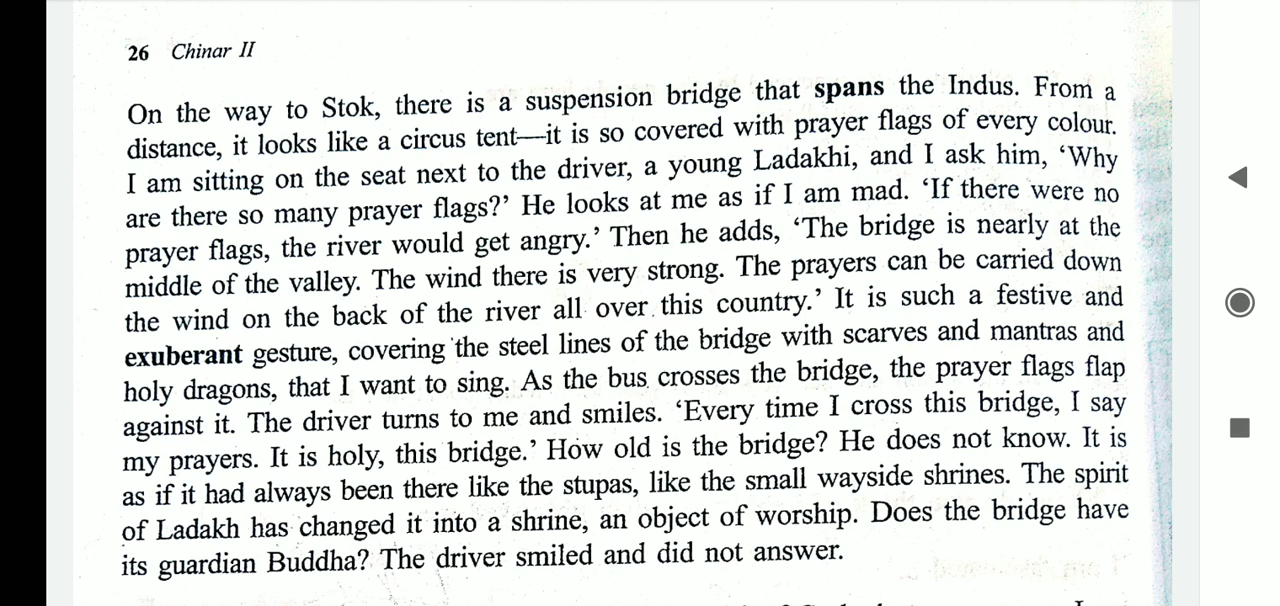 26 Chinar II
On the way to Stok, there is a suspension bridge that spans the Indus. From a
distance, it looks like a circus tent—it is so covered with prayer flags of every colour.
I am sitting on the seat next to the driver, a young Ladakhi, and I ask him, ‘Why
are there so many prayer flags?’ He looks at me as if I am mad. ‘If there were no
prayer flags, the river would get angry.’ Then he adds, ‘The bridge is nearly at the
middle of the valley. The wind there is very strong. The prayers can be carried down
the wind on the back of the river all over this country.’ It is such a festive and
exuberant gesture, covering the steel lines of the bridge with scarves and mantras and
holy dragons, that I want to sing. As the bus crosses the bridge, the prayer flags flap
against it. The driver turns to me and smiles. ‘Every time I cross this bridge, I say
my prayers. It is holy, this bridge.’ How old is the bridge? He does not know. It is
as if it had always been there like the stupas, like the small wayside shrines. The spirit
of Ladakh has changed it into a shrine, an object of worship. Does the bridge have
its guardian Buddha? The driver smiled and did not answer.